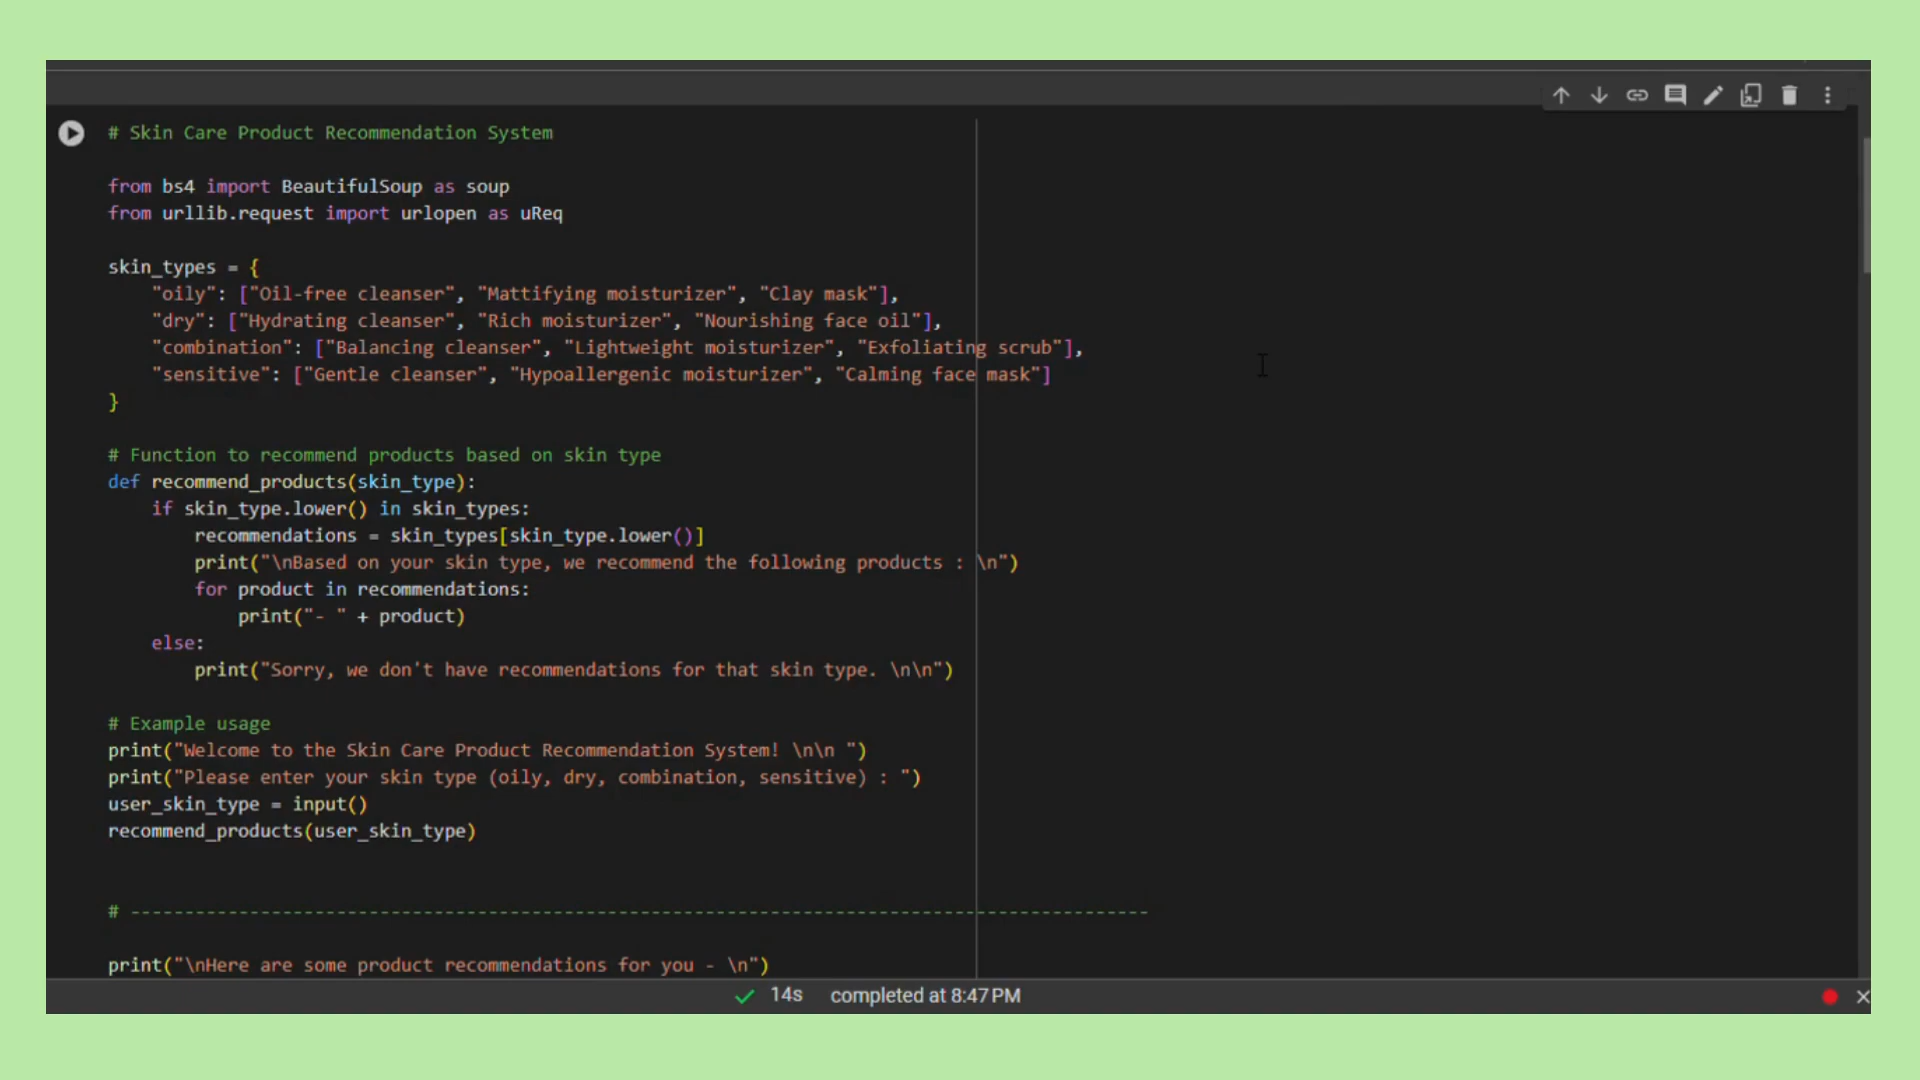 # Skin Care Product Recommendation System
from bs4 import BeautifulSoup as soup
from urllib.request import urlopen as uReq
skin_types = {
"oily": ["Oil-free cleanser", "Mattifying moisturizer", "Clay mask"],
"dry": ["Hydrating cleanser", "Rich moisturizer", "Nourishing face oil"],
"combination": ["Balancing cleanser", "Lightweight moisturizer", "Exfoliating scrub"],
"sensitive": ["Gentle cleanser", "Hypoallergenic moisturizer", "Calming face mask"]
}
# Function to recommend products based on skin type
def recommend_products(skin_type):
if skin_type.lower() in skin_types:
recommendations = skin_types[skin_type.lower()]
print("\nBased on your skin type, we recommend the following products : \n")
for product in recommendations:
print("- " + product)
else:
print("Sorry, we don't have recommendations for that skin type. \n\n")
# Example usage
print("Welcome to the Skin Care Product Recommendation System! \n\n ")
print("Please enter your skin type (oily, dry, combination, sensitive) : ")
user_skin_type = input()
recommend_products(user_skin_type)
# ----------------------------------------------------------------------------------------------
print("\nHere are some product recommendations for you - \n")
14s completed at 8:47 PM